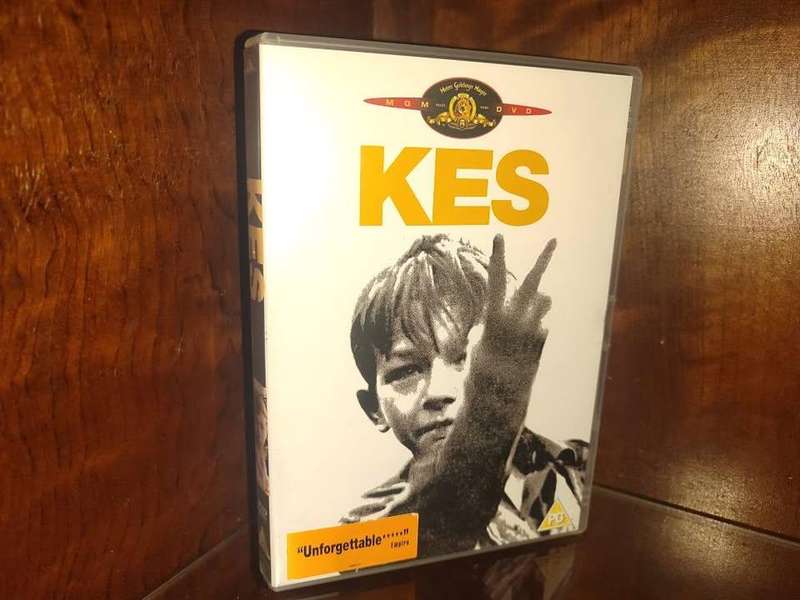 Metro Goldwyn Mayer
MGM DVD
KES
KES
"Unforgettable*****"
Empire
PG